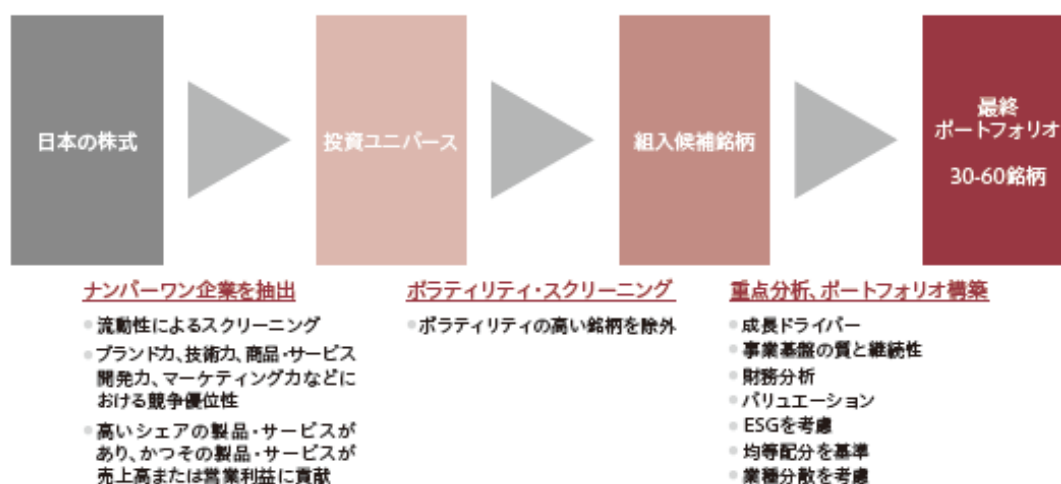 日本の株式
投資ユニバース
組入候補銘柄
最終
ポートフォリオ
30-60銘柄
ナンバーワン企業を抽出
• 流動性によるスクリーニング
• ブランド力、技術力、商品・サービス
開発力、マーケティング力などに
おける競争優位性
• 高いシェアの製品・サービスが
あり、かつその製品・サービスが
売上高または営業利益に貢献
ボラティリティ・スクリーニング
• ボラティリティの高い銘柄を除外
重点分析、ポートフォリオ構築
• 成長ドライバー
• 事業基盤の質と継続性
• 財務分析
• バリュエーション
• ESGを考慮
• 均等配分を基準
• 業種分散を考慮